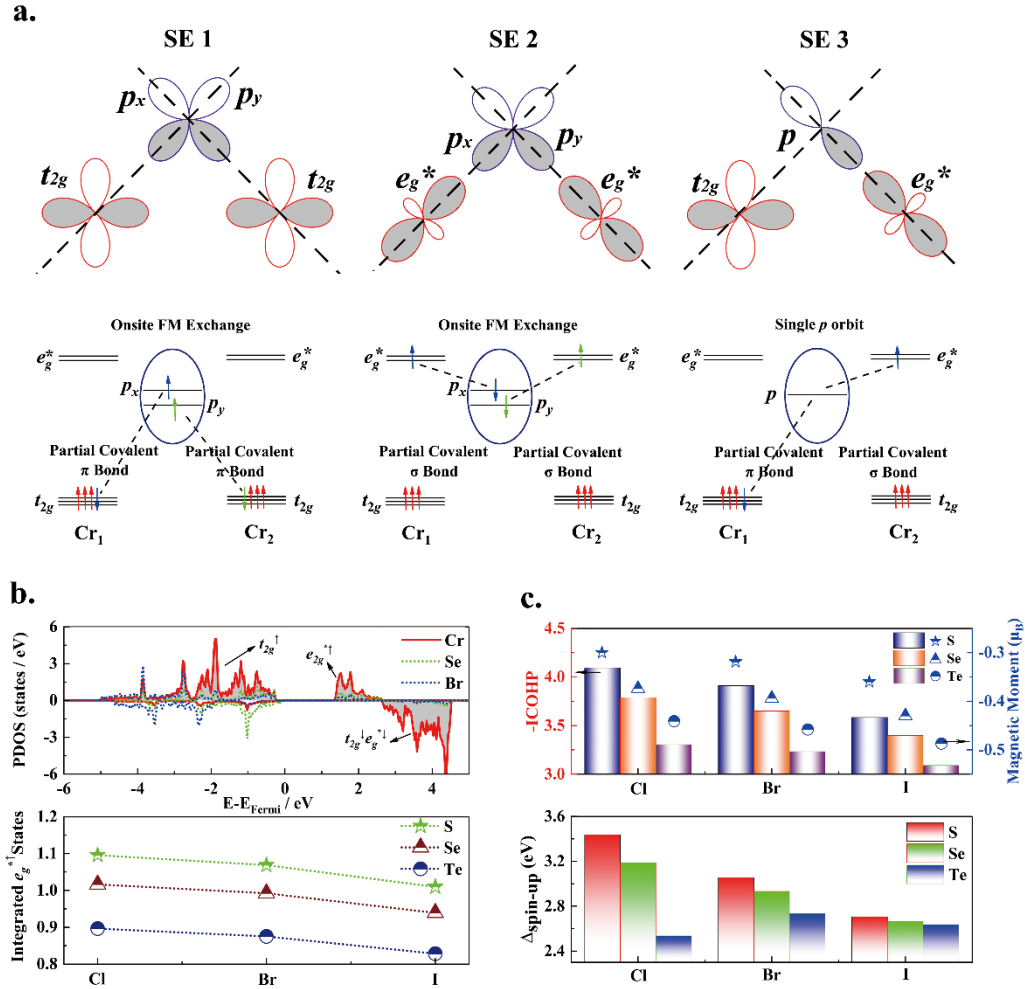 a.
SE 1 SE 2 SE 3
px py px py p
t2g t2g eg* eg* t2g eg*
Onsite FM Exchange Onsite FM Exchange Single p orbit
eg* eg* eg* eg* eg* eg*
px py px py p
Partial Covalent Partial Covalent Partial Covalent Partial Covalent Partial Covalent Partial Covalent
π Bond π Bond σ Bond σ Bond π Bond σ Bond
t2g t2g t2g t2g t2g t2g
Cr1 Cr2 Cr1 Cr2 Cr1 Cr2
b.
PDOS (states / eV)
6
3
0
-3
-6
t2g↑
e2g*↑
t2g↓eg*↓
Cr
Se
Br
-6 -4 -2 0 2 4
E-EFermi / eV
Integrated eg*↑States
1.2
1.1
1.0
0.9
0.8
S
Se
Te
Cl Br I
c.
-ICOHP
4.5
4.0
3.5
3.0
S
Se
Te
-0.3
-0.4
-0.5
Magnetic Moment (μB)
Cl Br I
Δspin-up (eV)
3.6
3.2
2.8
2.4
S
Se
Te
Cl Br I